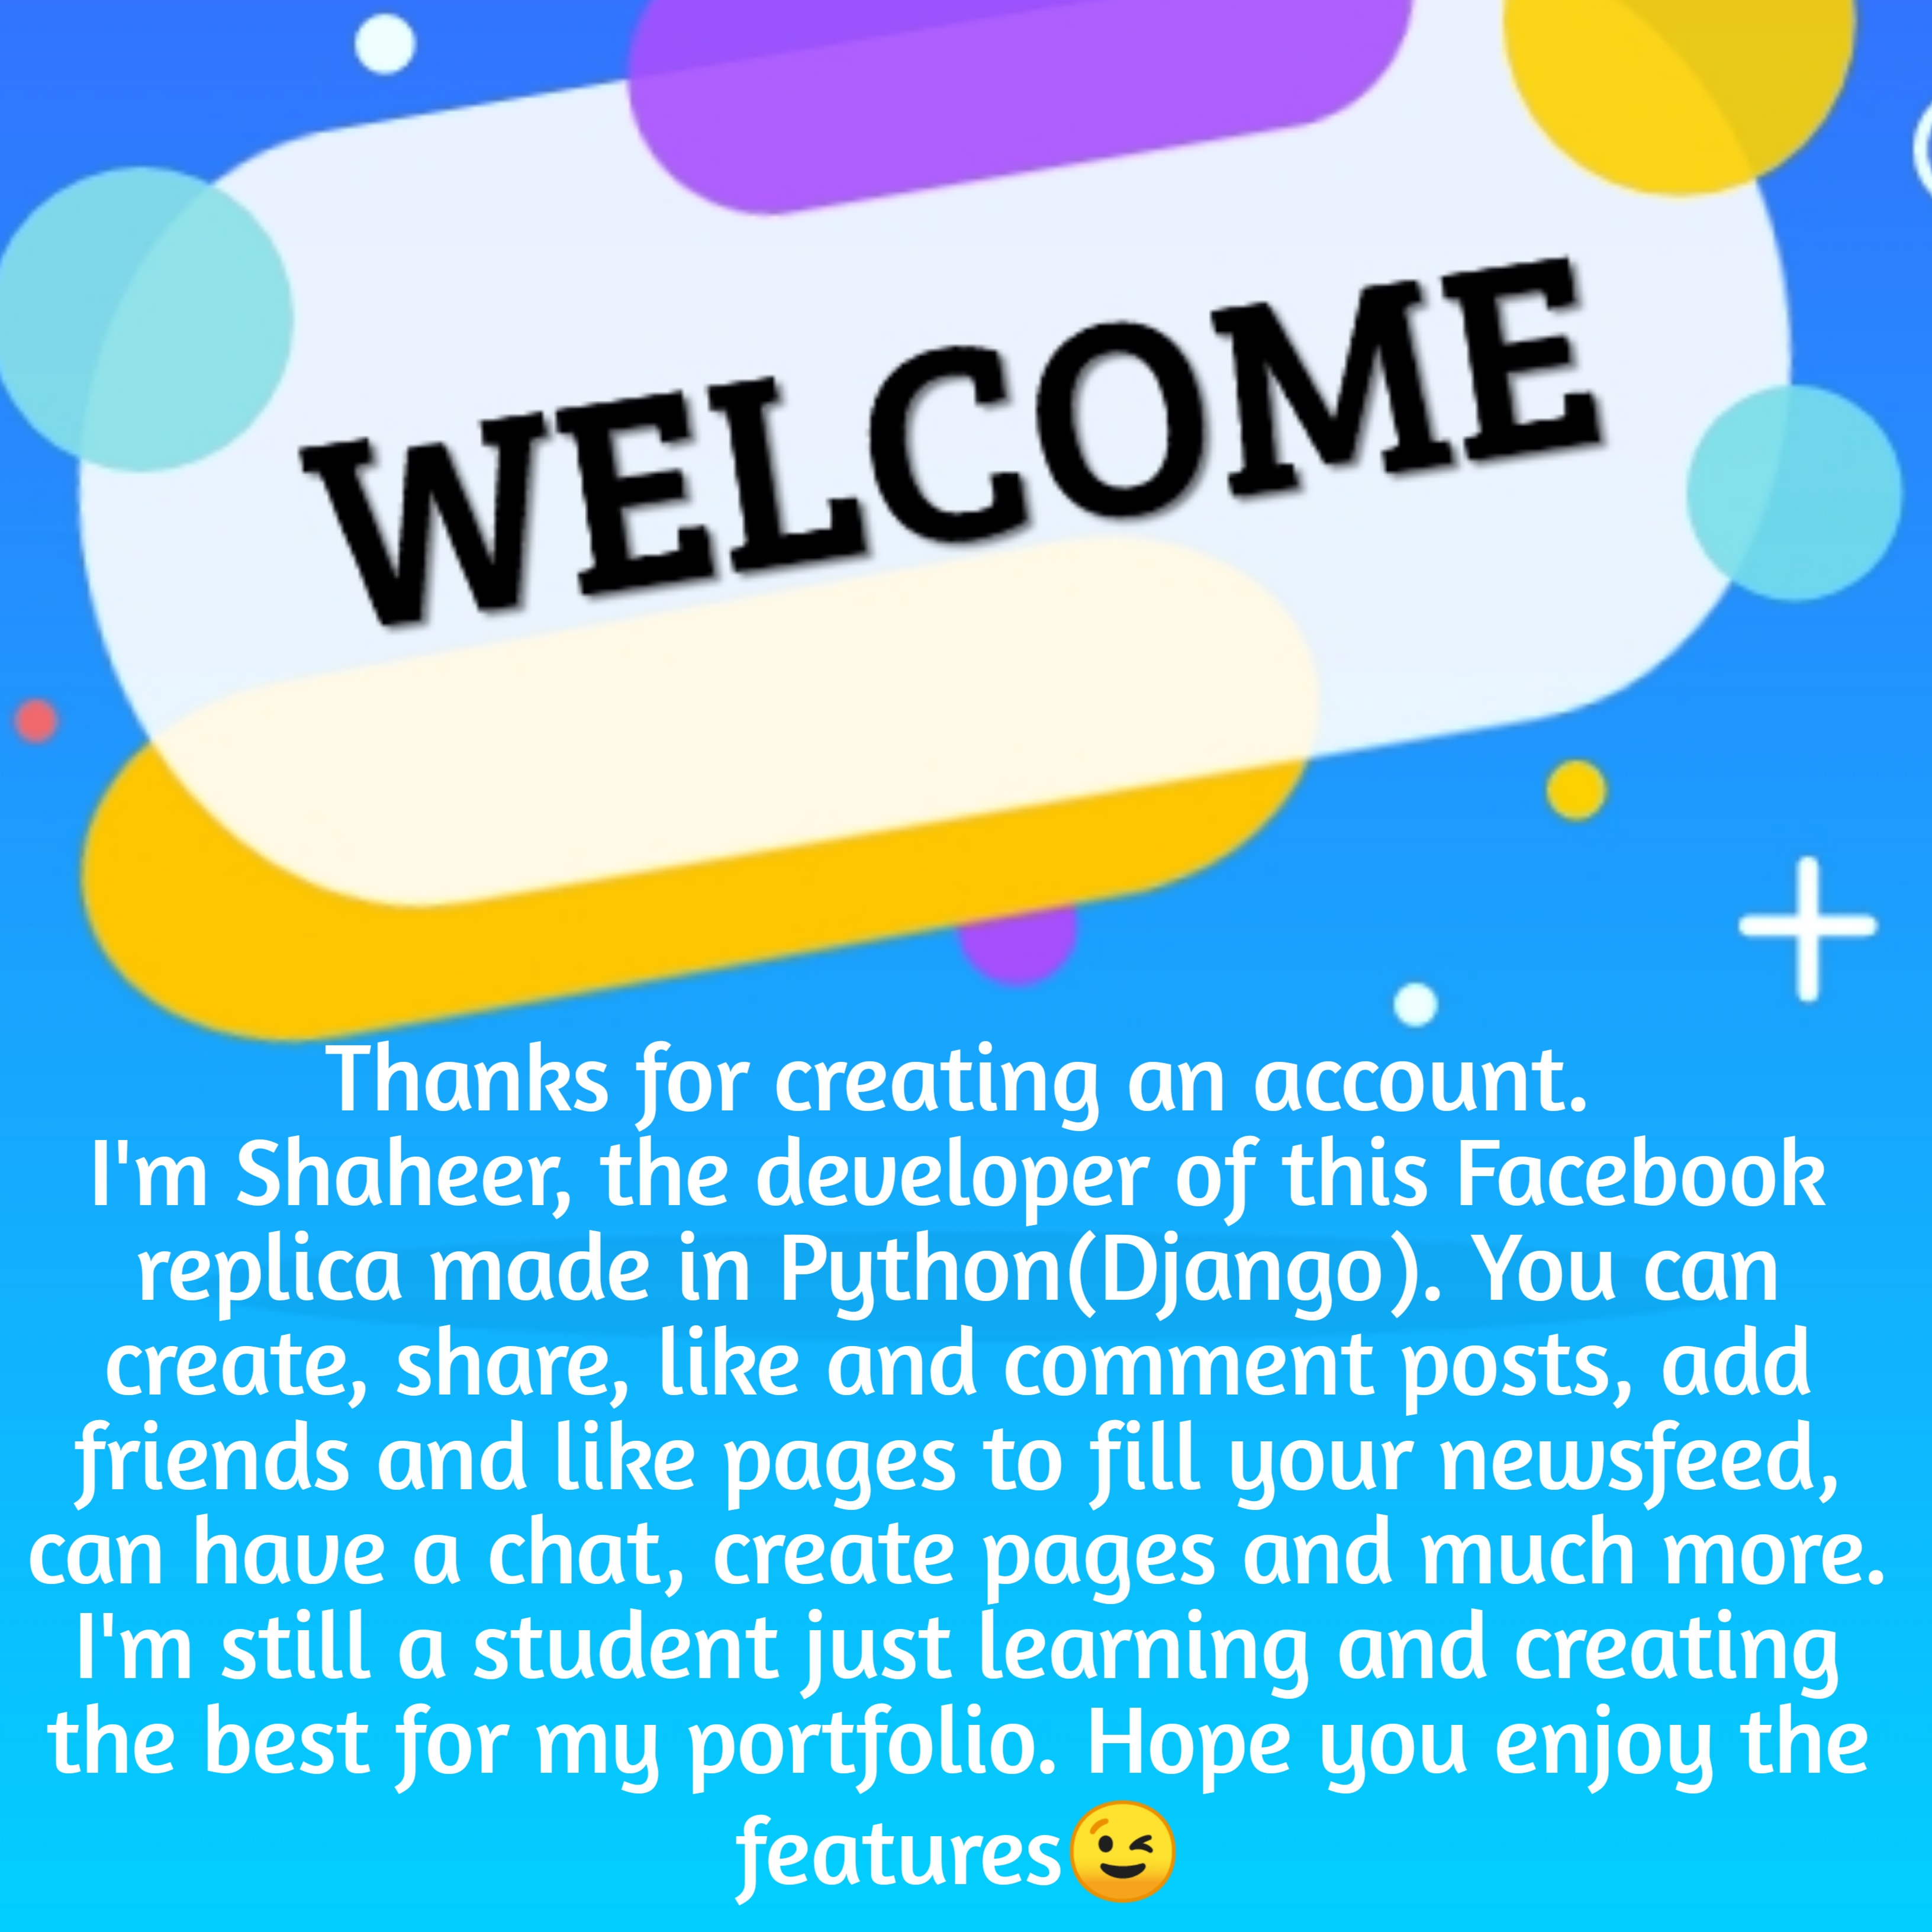 WELCOME
Thanks for creating an account.
I'm Shaheer, the developer of this Facebook
replica made in Python(Django). You can
create, share, like and comment posts, add
friends and like pages to fill your newsfeed,
can have a chat, create pages and much more.
I'm still a student just learning and creating
the best for my portfolio. Hope you enjoy the
features😉